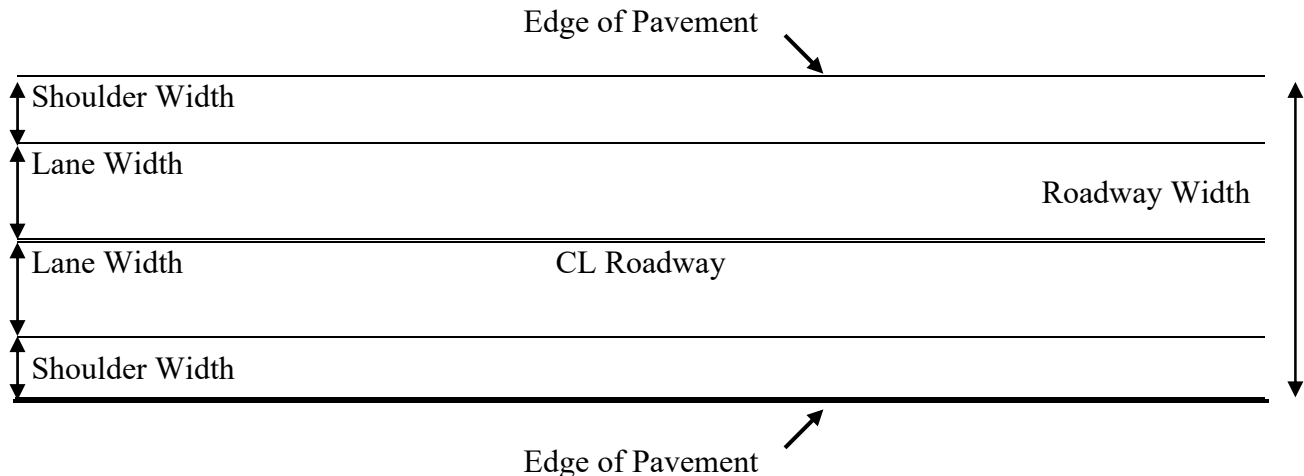 Edge of Pavement
Shoulder Width
Lane Width
Roadway Width
Lane Width
CL Roadway
Shoulder Width
Edge of Pavement